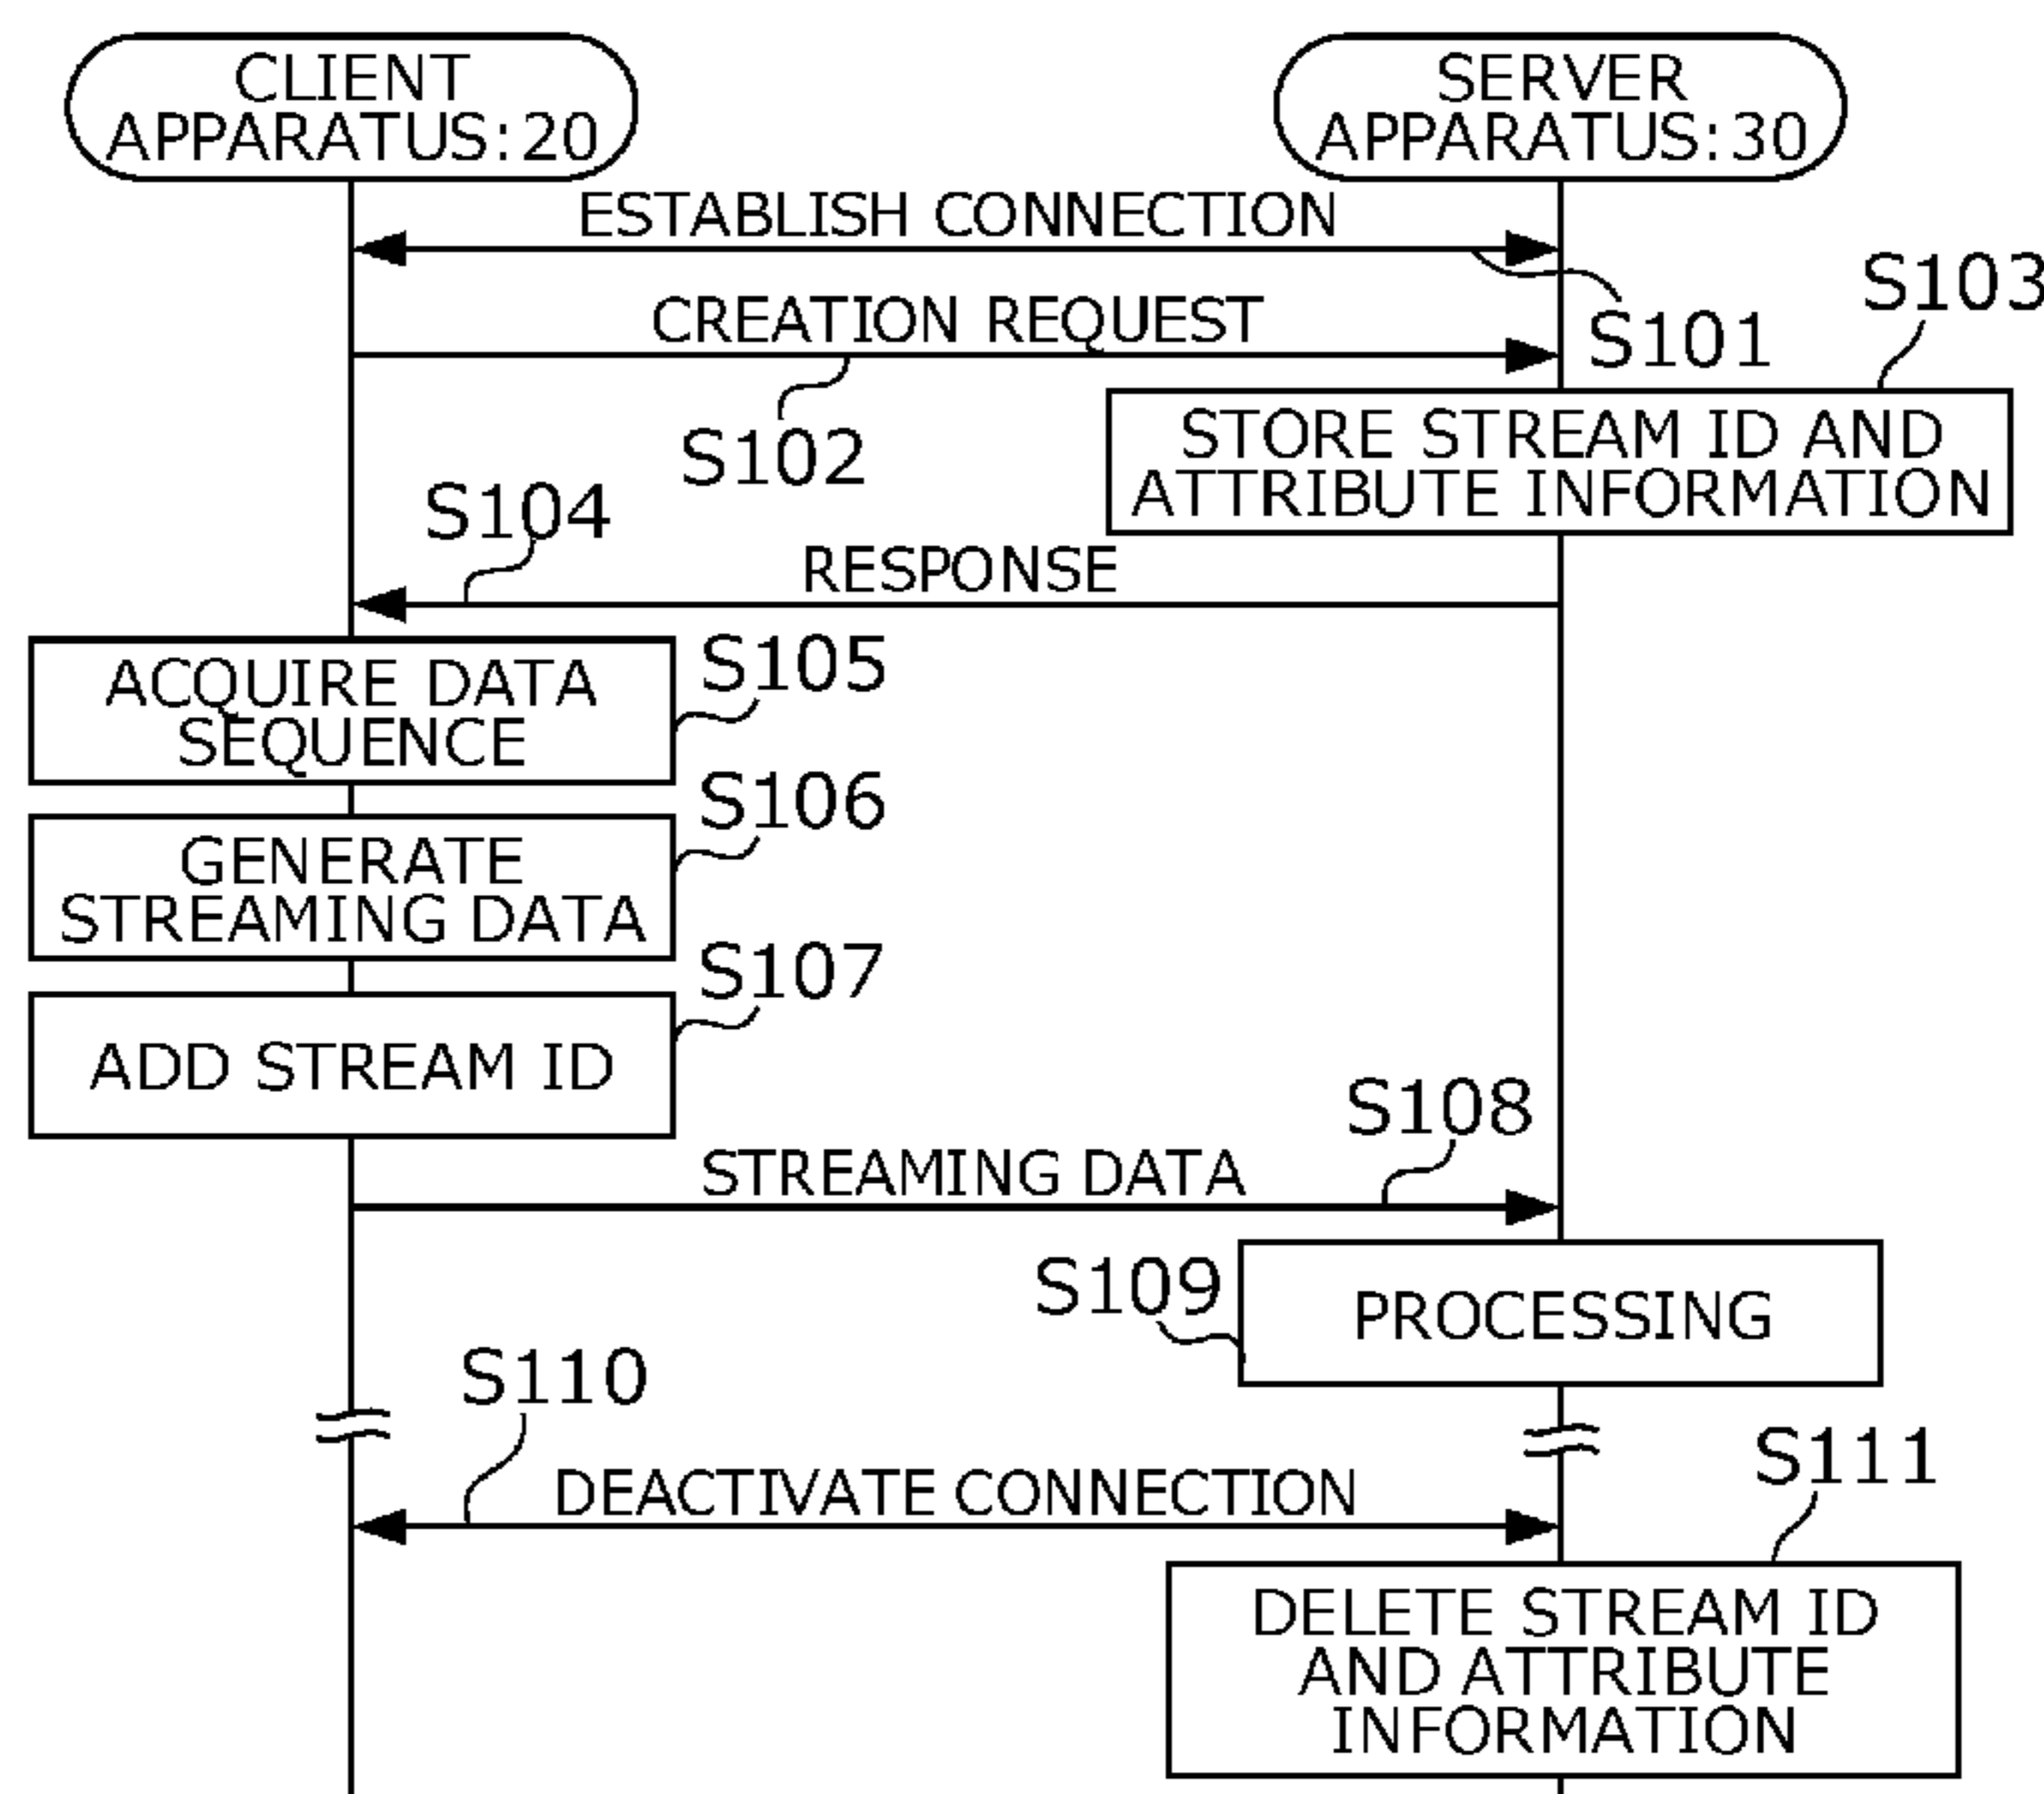 CLIENT
APPARATUS:20
SERVER
APPARATUS:30
ESTABLISH CONNECTION
S101
CREATION REQUEST
S102
S103
STORE STREAM ID AND
ATTRIBUTE INFORMATION
S104
RESPONSE
ACQUIRE DATA
SEQUENCE
S105
GENERATE
STREAMING DATA
S106
ADD STREAM ID
S107
STREAMING DATA
S108
S109
PROCESSING
S110
DEACTIVATE CONNECTION
S111
DELETE STREAM ID
AND ATTRIBUTE
INFORMATION